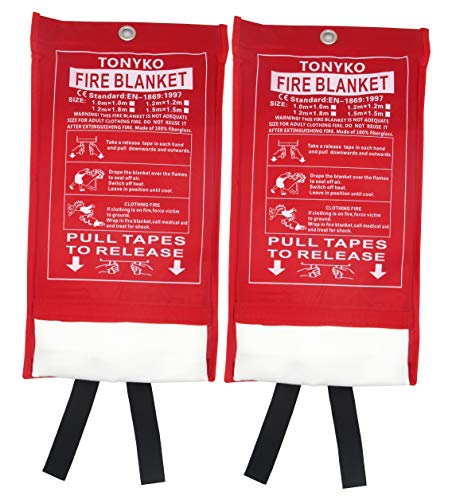 TONYKO
FIRE BLANKET
CE Standard:EN-1869:1997
SIZE: 1.0m×1.0m 1.2m×1.2m
1.2m×1.8m 1.5m×1.5m
WARNING! THIS FIRE BLANKET IS NOT ADEQUATE
SIZE FOR ADULT CLOTHING FIRE. DO NOT REUSE IT
AFTER EXTINGUISHING FIRE. Made of 100% fiberglass.
Take a release tape in each hand
and pull downwards and outwards.
Drape the blanket over the flames
to seal off air.
Switch off heat.
Leave in position until cool.
CLOTHING FIRE
If clothing is on fire,force victim
to ground.
Wrap in fire blanket,call medical aid
and treat for shock.
PULL TAPES
TO RELEASE
TONYKO
FIRE BLANKET
CE Standard:EN-1869:1997
SIZE: 1.0m×1.0m 1.2m×1.2m
1.2m×1.8m 1.5m×1.5m
WARNING! THIS FIRE BLANKET IS NOT ADEQUATE
SIZE FOR ADULT CLOTHING FIRE. DO NOT REUSE IT
AFTER EXTINGUISHING FIRE. Made of 100% fiberglass.
Take a release tape in each hand
and pull downwards and outwards.
Drape the blanket over the flames
to seal off air.
Switch off heat.
Leave in position until cool.
CLOTHING FIRE
If clothing is on fire,force victim
to ground.
Wrap in fire blanket,call medical aid
and treat for shock.
PULL TAPES
TO RELEASE